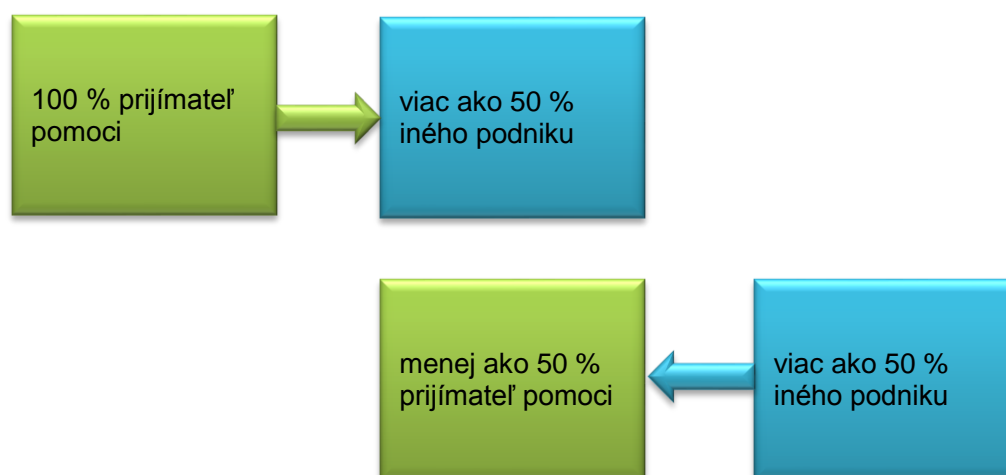 100 % prijímateľ
pomoci
viac ako 50 %
iného podniku
menej ako 50 %
prijímateľ pomoci
viac ako 50 %
iného podniku